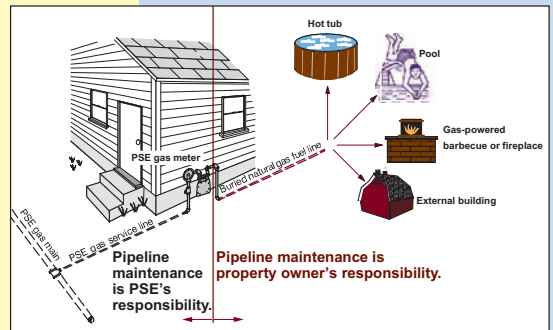 Hot tub
Pool
PSE gas meter
Buried natural gas fuel line
Gas-powered
barbecue or fireplace
External building
PSE gas main
PSE gas service line
Pipeline
maintenance
is PSE’s
responsibility.
Pipeline maintenance is
property owner’s responsibility.